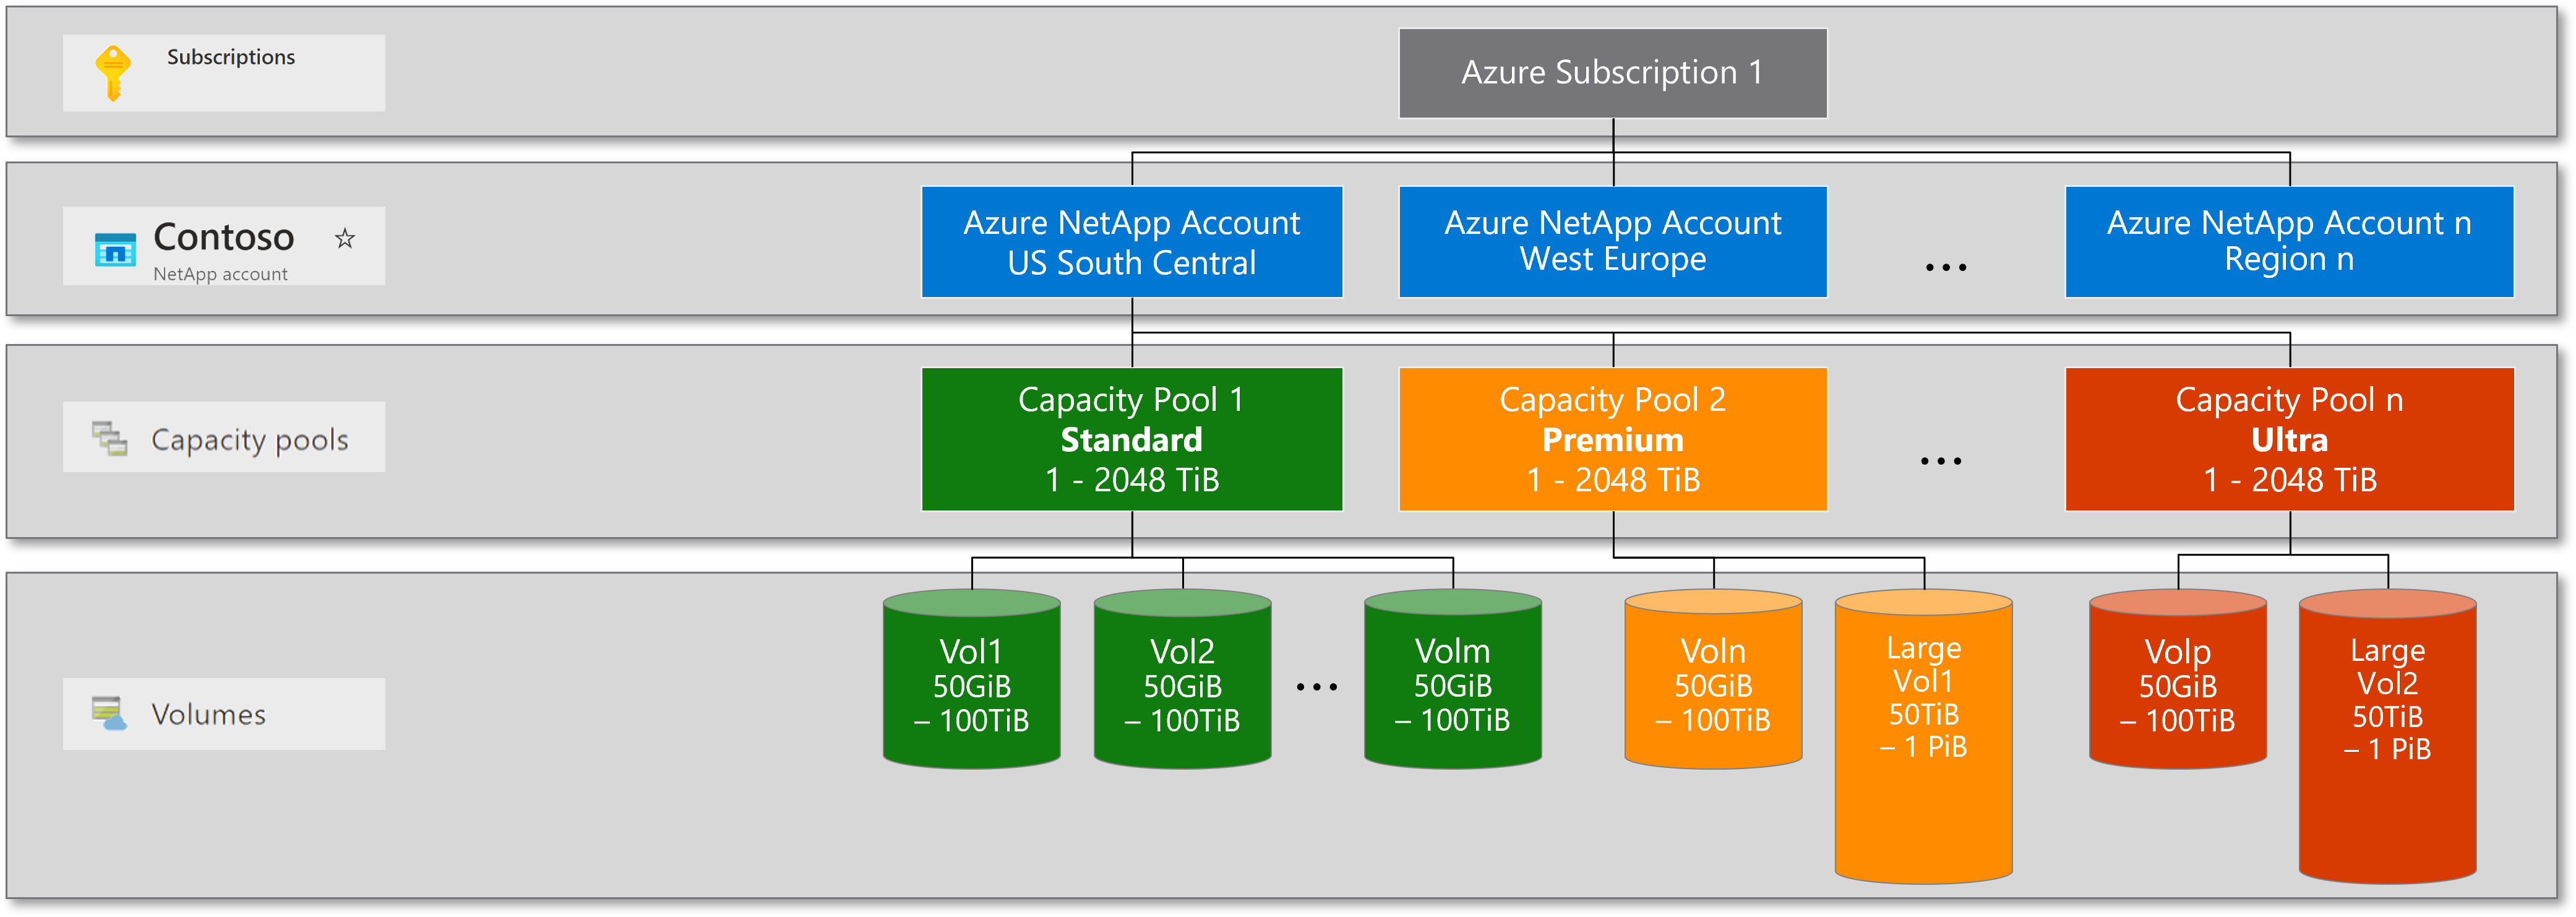 Subscriptions
Azure Subscription 1
Contoso
NetApp account
Azure NetApp Account
US South Central
Azure NetApp Account
West Europe
...
Azure NetApp Account n
Region n
Capacity pools
Capacity Pool 1
Standard
1 - 2048 TiB
Capacity Pool 2
Premium
1 - 2048 TiB
...
Capacity Pool n
Ultra
1 - 2048 TiB
Volumes
Vol1
50GiB
– 100TiB
Vol2
50GiB
– 100TiB
...
Volm
50GiB
– 100TiB
Voln
50GiB
– 100TiB
Large
Vol1
50TiB
– 1 PiB
Volp
50GiB
– 100TiB
Large
Vol2
50TiB
– 1 PiB